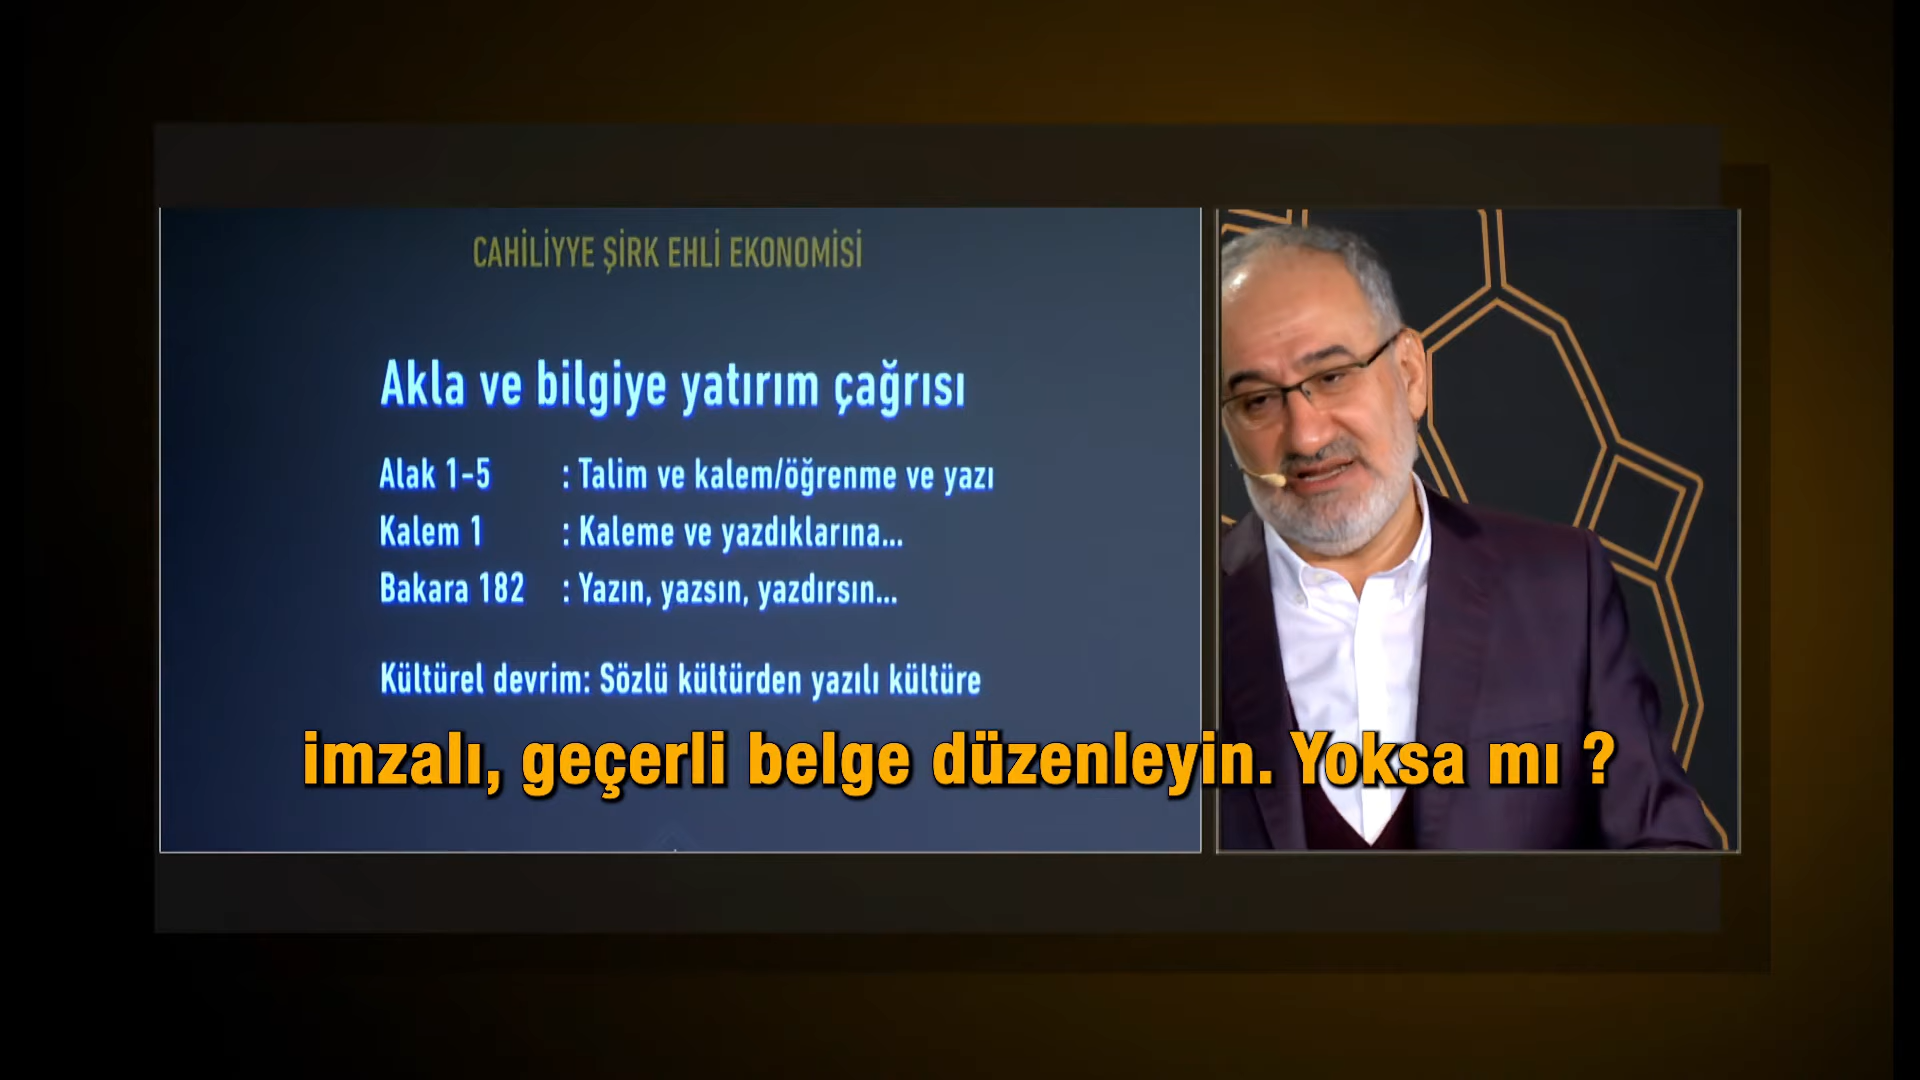 CAHİLİYYE ŞİRK EHLİ EKONOMİSİ
Akla ve bilgiye yatırım çağrısı
Alak 1-5 : Talim ve kalem/öğrenme ve yazı
Kalem 1 : Kaleme ve yazdıklarına...
Bakara 182 : Yazın, yazsın, yazdırsın...
Kültürel devrim: Sözlü kültürden yazılı kültüre
imzalı, geçerli belge düzenleyin. Yoksa mı ?